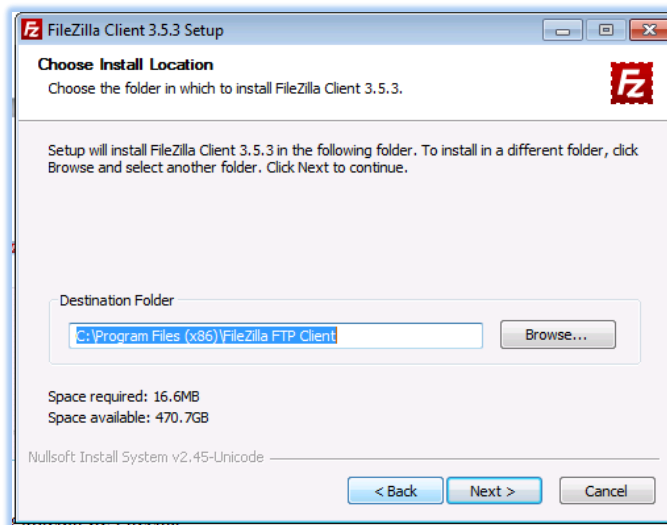 FileZilla Client 3.5.3 Setup
Choose Install Location
Choose the folder in which to install FileZilla Client 3.5.3.
Setup will install FileZilla Client 3.5.3 in the following folder. To install in a different folder, click
Browse and select another folder. Click Next to continue.
Destination Folder
C:\Program Files (x86)\FileZilla FTP Client
Browse...
Space required: 16.6MB
Space available: 470.7GB
Nullsoft Install System v2.45-Unicode
< Back
Next >
Cancel